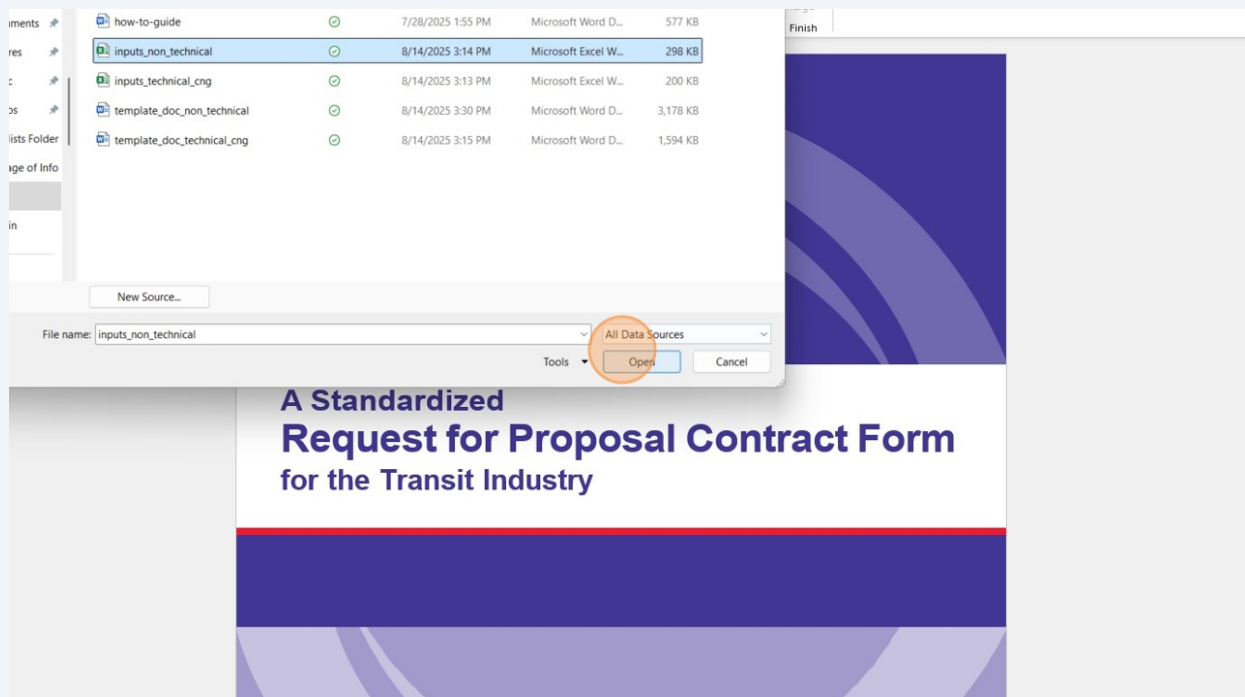 uments how-to-guide 7/28/2025 1:55 PM Microsoft Word D... 577 KB
Finish
res inputs_non_technical 8/14/2025 3:14 PM Microsoft Excel W... 298 KB
inputs_technical_cng 8/14/2025 3:13 PM Microsoft Excel W... 200 KB
os template_doc_non_technical 8/14/2025 3:30 PM Microsoft Word D... 3,178 KB
lists Folder template_doc_technical_cng 8/14/2025 3:15 PM Microsoft Word D... 1,594 KB
age of Info
in
New Source...
File name: inputs_non_technical All Data Sources
Tools Open Cancel
A Standardized
Request for Proposal Contract Form
for the Transit Industry